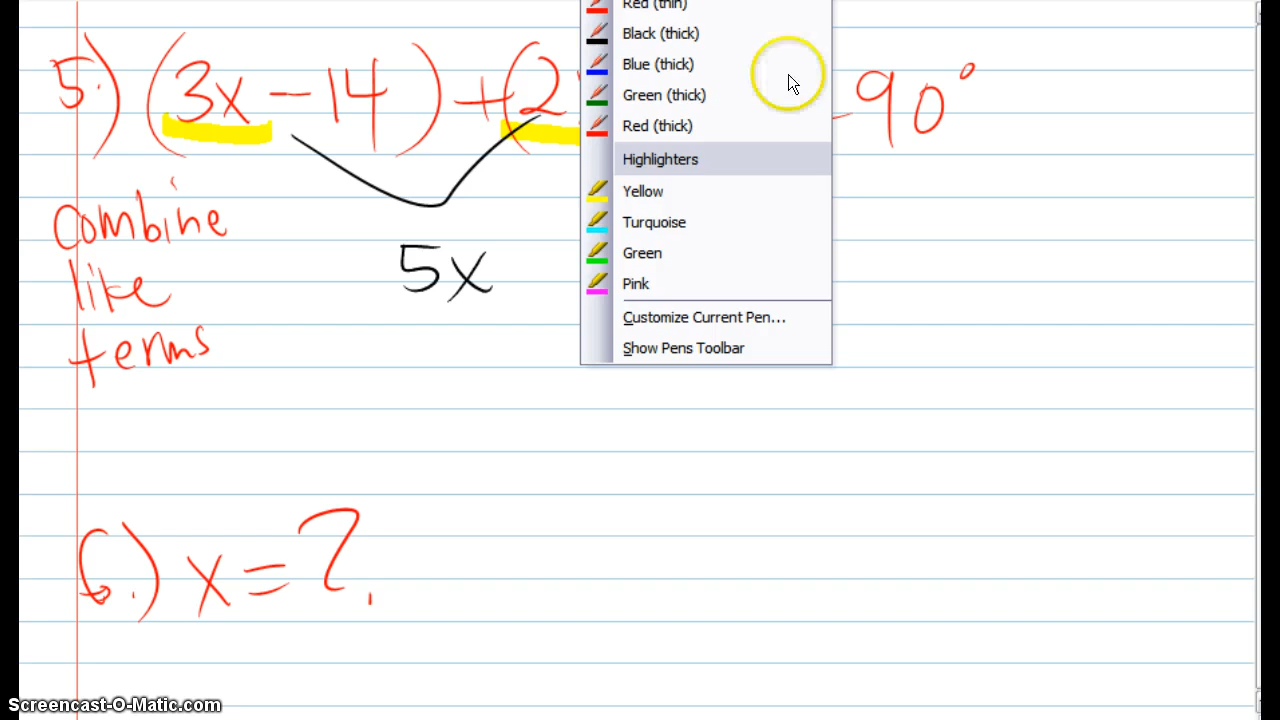 Red (thin)
Black (thick)
Blue (thick)
Green (thick)
Red (thick)
Highlighters
Yellow
Turquoise
Green
Pink
Customize Current Pen...
Show Pens Toolbar
5.) (3x - 14) + (2 - 90°
5x
combine
like
terms
6.) x = ?
Screencast-O-Matic.com